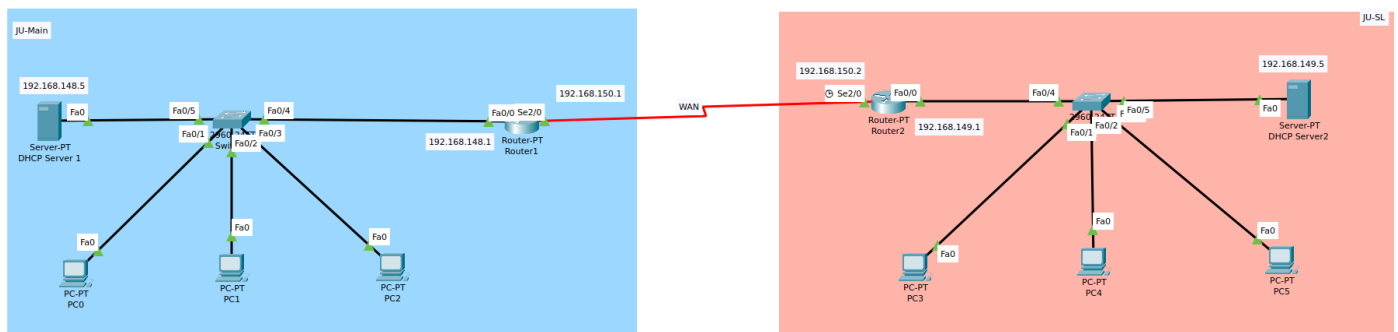 JU-Main
JU-SL
192.168.148.5
Fa0
Fa0/5
Fa0/4
Fa0/1
Fa0/3
Fa0/2
Server-PT
DHCP Server 1
192.168.150.1
Fa0/0
Se2/0
192.168.148.1
Router-PT
Router1
WAN
192.168.150.2
Se2/0
Fa0/0
Router-PT
Router2
192.168.149.1
Fa0/4
Fa0/5
Fa0/2
Fa0/1
192.168.149.5
Fa0
Server-PT
DHCP Server2
Fa0
PC-PT
PC0
Fa0
PC-PT
PC1
Fa0
PC-PT
PC2
Fa0
PC-PT
PC3
Fa0
PC-PT
PC4
Fa0
PC-PT
PC5